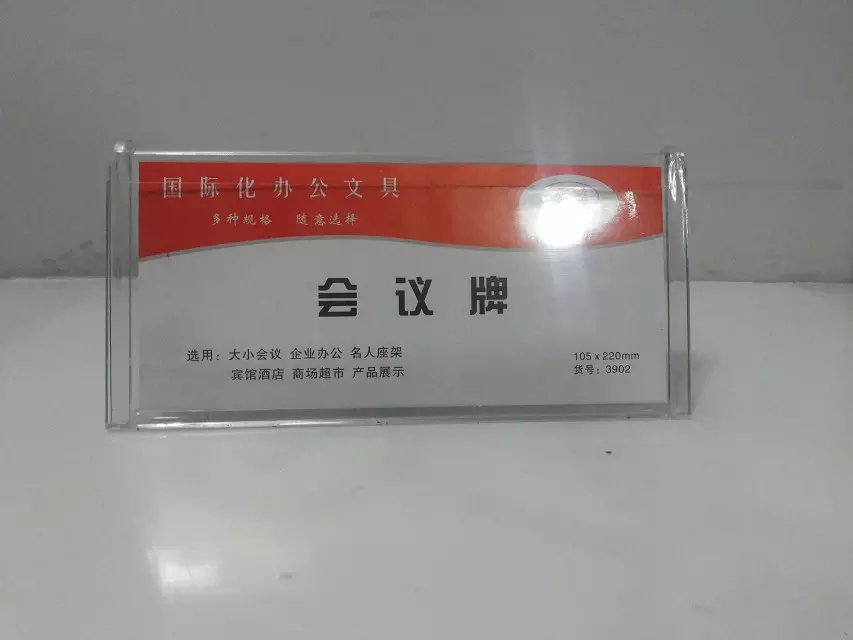 国际化办公文具
多种规格 随意选择
会议牌
选用：大小会议 企业办公 名人座架
宾馆酒店 商场超市 产品展示
105 x 220mm
货号：3902